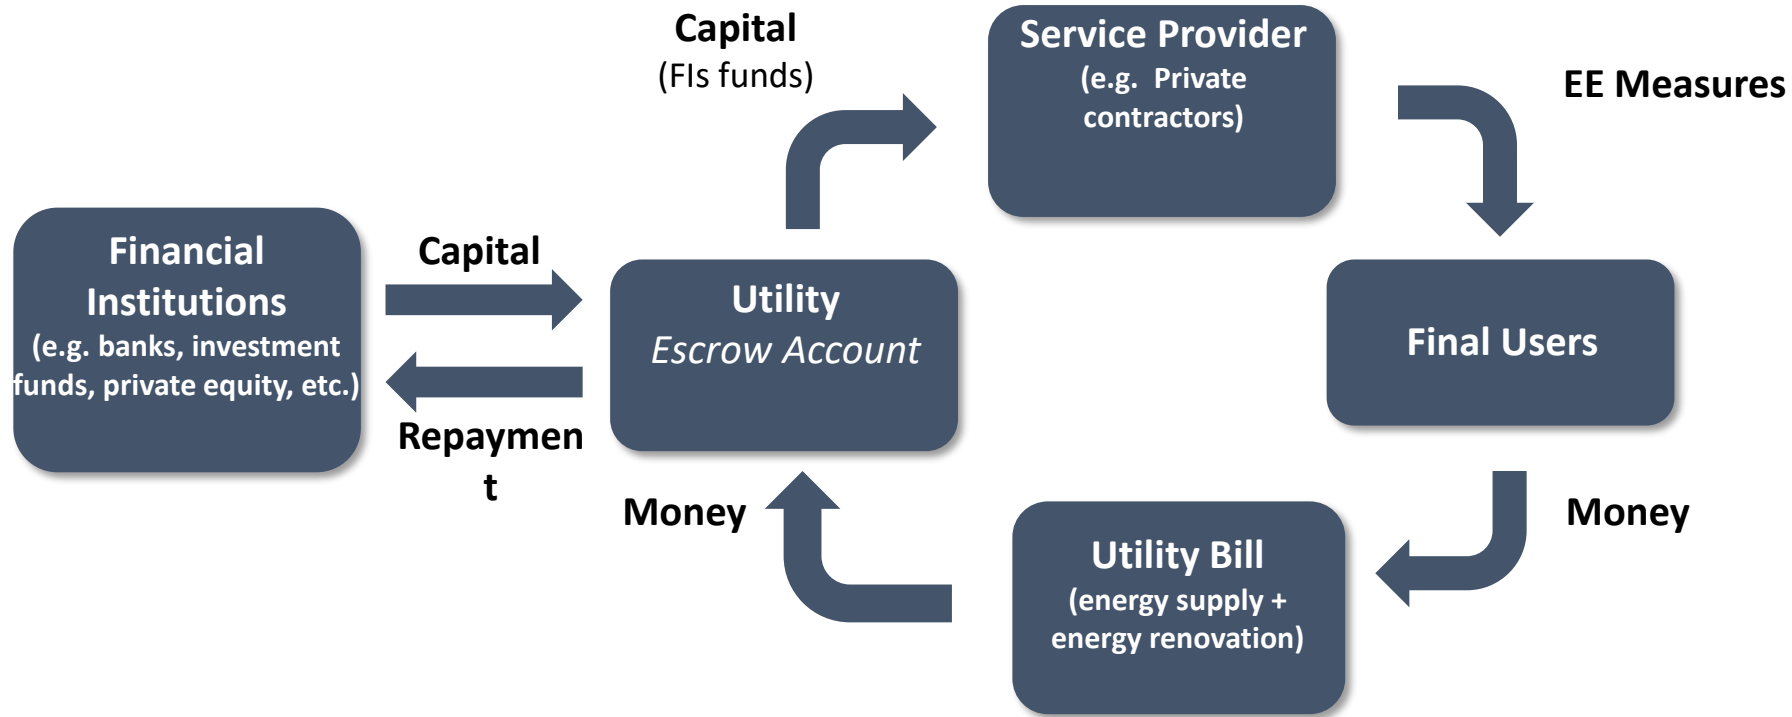 Capital
(FIs funds)
Service Provider
(e.g. Private
contractors)
EE Measures
Financial
Institutions
(e.g. banks, investment
funds, private equity, etc.)
Capital
Repaymen
t
Utility
Escrow Account
Final Users
Money
Utility Bill
(energy supply +
energy renovation)
Money